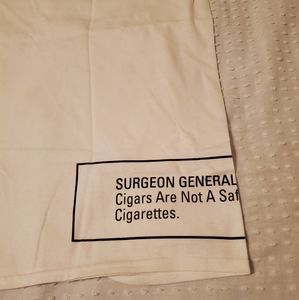 SURGEON GENERAL
Cigars Are Not A Saf
Cigarettes.